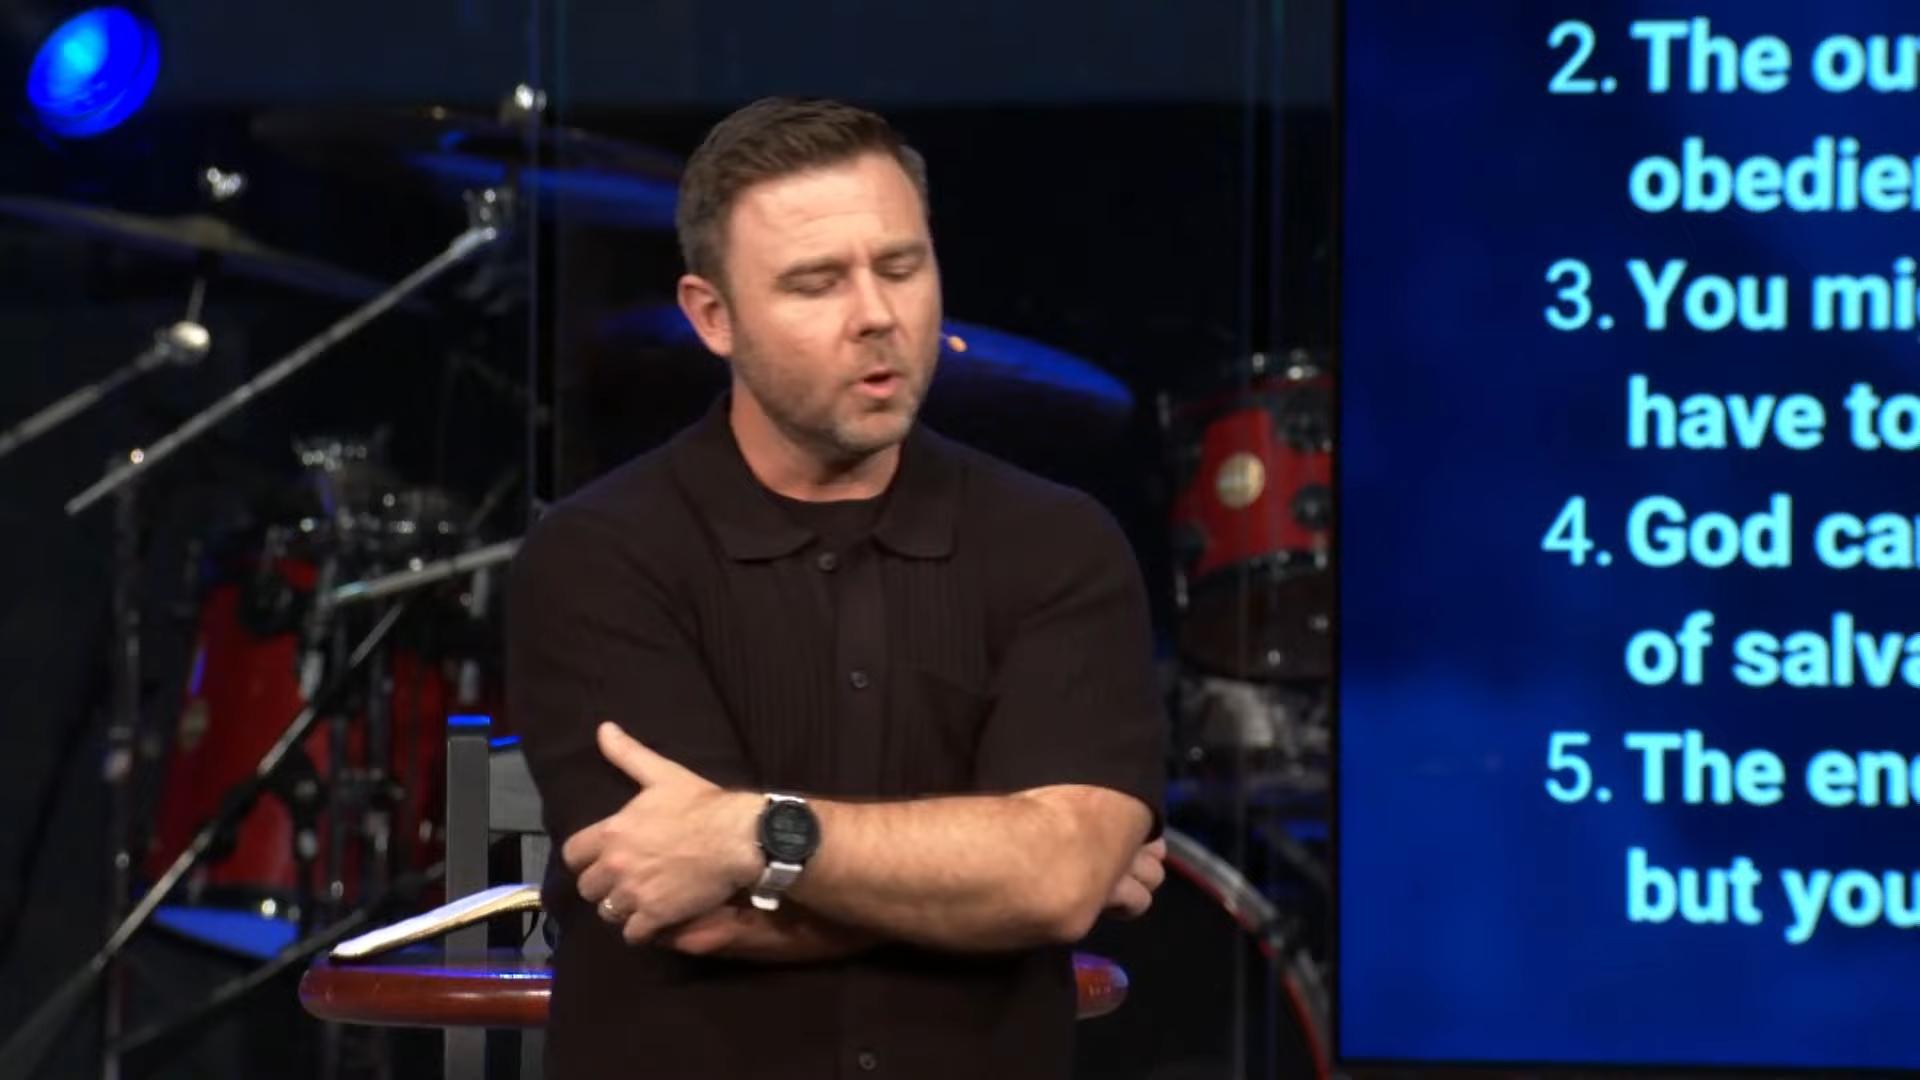 2. The ou
obedie
3. You mi
have to
4. God ca
of salva
5. The en
but you